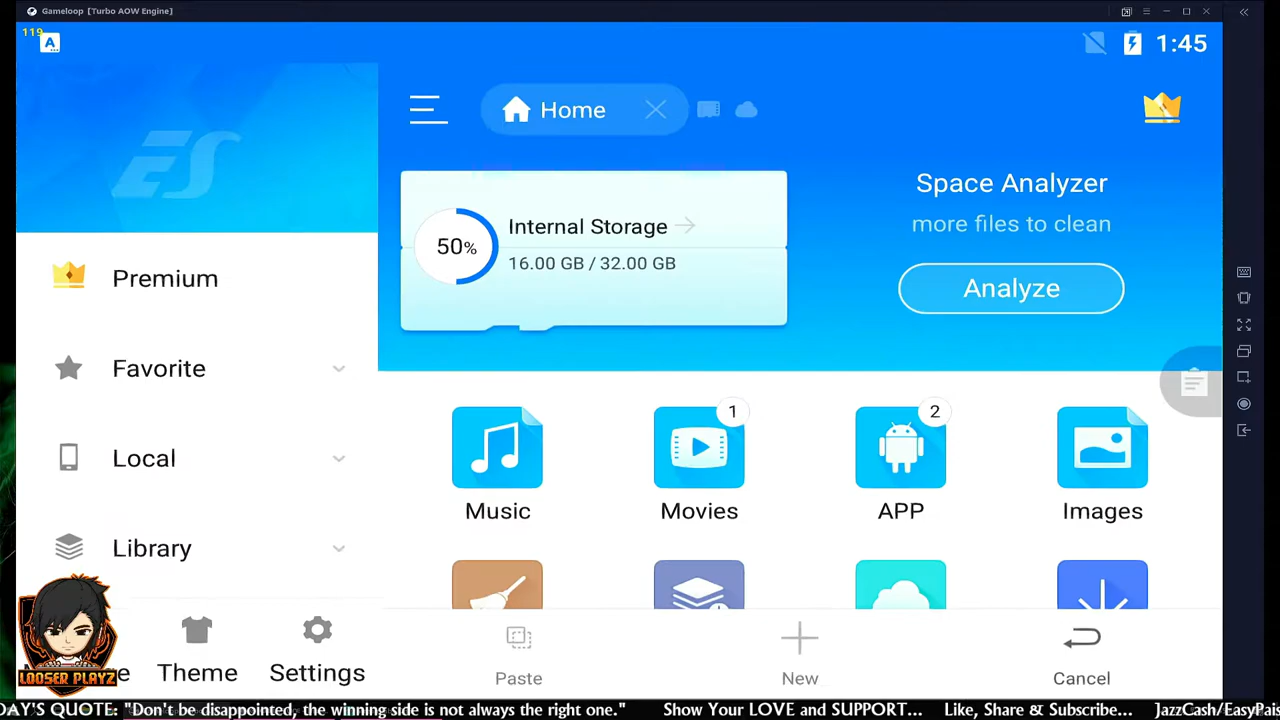 Gameloop [Turbo AOW Engine]
119
A
1:45
ES
Home
Premium
Favorite
Local
Library
Theme
Settings
50%
Internal Storage
16.00 GB / 32.00 GB
Space Analyzer
more files to clean
Analyze
Music
1
Movies
2
APP
Images
Paste
New
Cancel
LOOSER PLAYZ
DAY'S QUOTE: "Don't be disappointed, the winning side is not always the right one." Show Your LOVE and SUPPORT... Like, Share & Subscribe... JazzCash/EasyPais